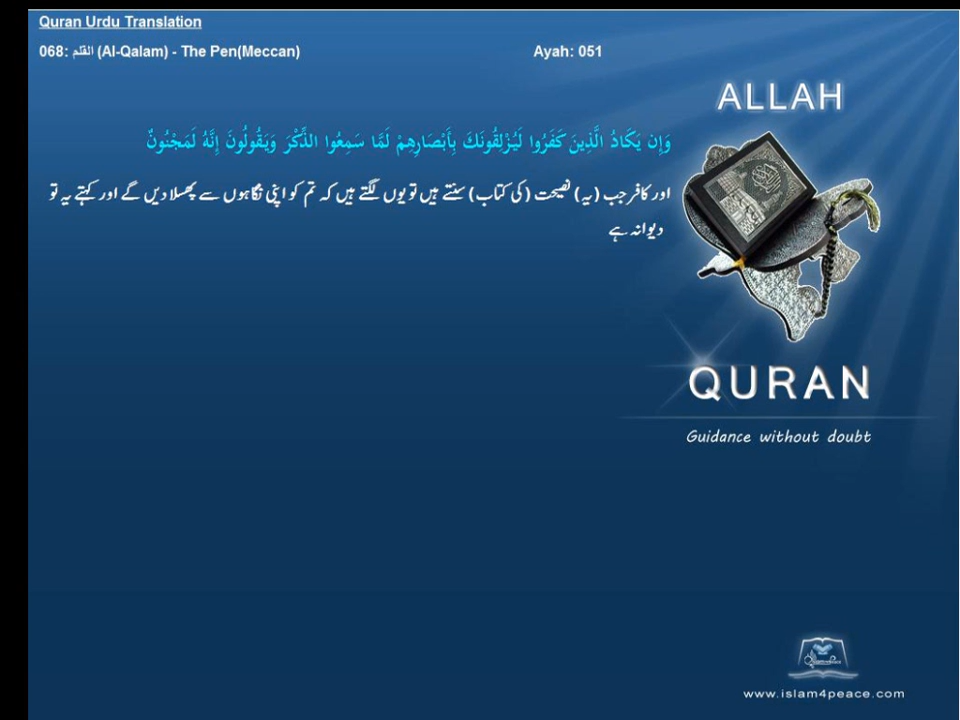 Quran Urdu Translation
068: القلم (Al-Qalam) - The Pen(Meccan) Ayah: 051
ALLAH
وَإِن يَكَادُ الَّذِينَ كَفَرُوا لَيُزْلِقُونَكَ بِأَبْصَارِهِمْ لَمَّا سَمِعُوا الذِّكْرَ وَيَقُولُونَ إِنَّهُ لَمَجْنُونٌ
اور کافر جب (یہ) نصیحت (کی کتاب) سنتے ہیں تو یوں لگتے ہیں کہ تم کو اپنی نگاہوں سے پھسلا دیں گے اور کہتے یہ تو
دیوانہ ہے
QURAN
Guidance without doubt
www.islam4peace.com